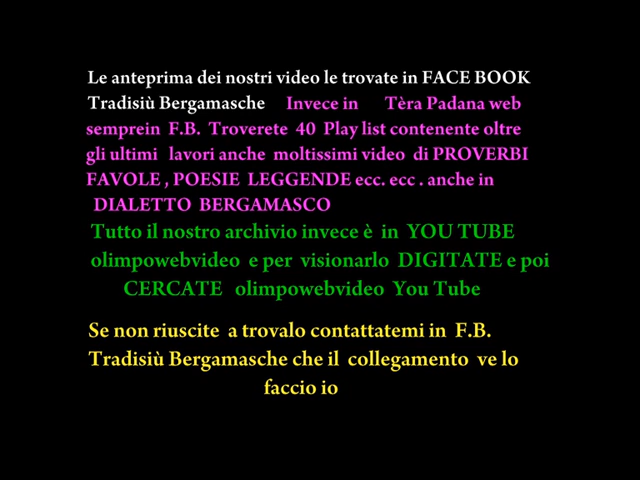 Le anteprima dei nostri video le trovate in FACE BOOK
Tradisiù Bergamasche Invece in Tèra Padana web
semprein F.B. Troverete 40 Play list contenente oltre
gli ultimi lavori anche moltissimi video di PROVERBI
FAVOLE , POESIE LEGGENDE ecc. ecc . anche in
DIALETTO BERGAMASCO
Tutto il nostro archivio invece è in YOU TUBE
olimpowebvideo e per visionarlo DIGITATE e poi
CERCATE olimpowebvideo You Tube
Se non riuscite a trovalo contattatemi in F.B.
Tradisiù Bergamasche che il collegamento ve lo
faccio io